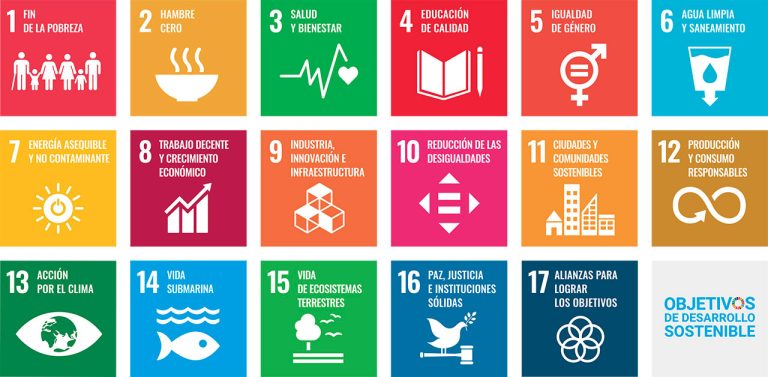 1 FIN
DE LA POBREZA
2 HAMBRE
CERO
3 SALUD
Y BIENESTAR
4 EDUCACIÓN
DE CALIDAD
5 IGUALDAD
DE GÉNERO
6 AGUA LIMPIA
Y SANEAMIENTO
7 ENERGÍA ASEQUIBLE
Y NO CONTAMINANTE
8 TRABAJO DECENTE
Y CRECIMIENTO
ECONÓMICO
9 INDUSTRIA,
INNOVACIÓN E
INFRAESTRUCTURA
10 REDUCCIÓN DE LAS
DESIGUALDADES
11 CIUDADES Y
COMUNIDADES
SOSTENIBLES
12 PRODUCCIÓN
Y CONSUMO
RESPONSABLES
13 ACCIÓN
POR EL CLIMA
14 VIDA
SUBMARINA
15 VIDA
DE ECOSISTEMAS
TERRESTRES
16 PAZ, JUSTICIA
E INSTITUCIONES
SÓLIDAS
17 ALIANZAS PARA
LOGRAR
LOS OBJETIVOS
OBJETIVOS
DE DESARROLLO
SOSTENIBLE